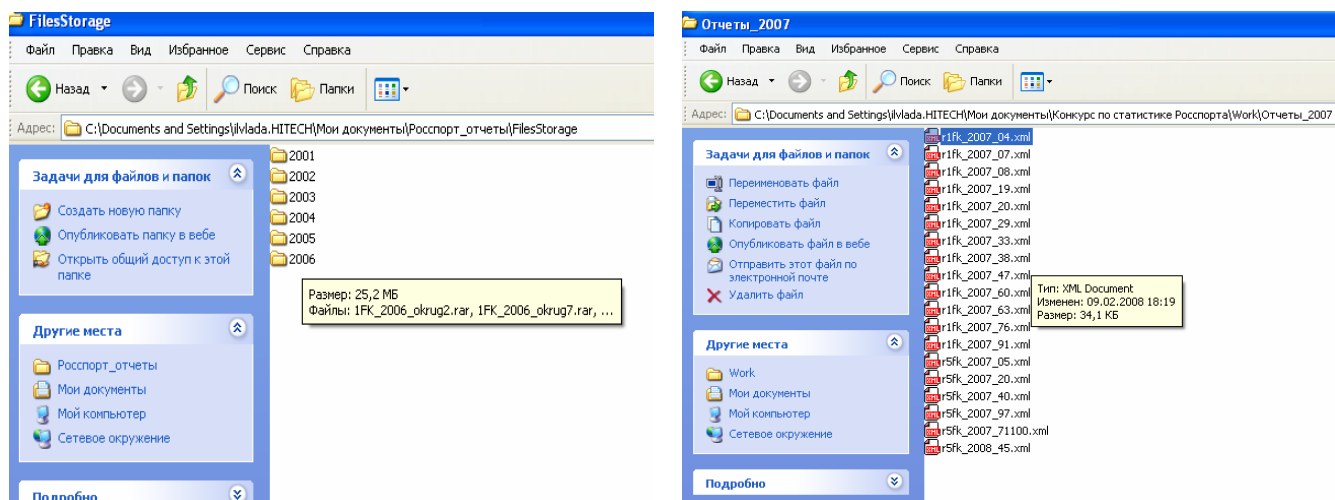 FilesStorage
Файл Правка Вид Избранное Сервис Справка
Назад Поиск Папки
Адрес: C:\Documents and Settings\ilvlada.HITECH\Мои документы\Росспорт_отчеты\FilesStorage
Задачи для файлов и папок
Создать новую папку
Опубликовать папку в вебе
Открыть общий доступ к этой
папке
Другие места
Росспорт_отчеты
Мои документы
Мой компьютер
Сетевое окружение
Подробно
2001
2002
2003
2004
2005
2006
Размер: 25,2 МБ
Файлы: 1FK_2006_okrug2.rar, 1FK_2006_okrug7.rar, ...
Отчеты_2007
Файл Правка Вид Избранное Сервис Справка
Назад Поиск Папки
Адрес: C:\Documents and Settings\ilvlada.HITECH\Мои документы\Конкурс по статистике Росспорта\Work\Отчеты_2007
Задачи для файлов и папок
Переименовать файл
Переместить файл
Копировать файл
Опубликовать файл в вебе
Отправить этот файл по
электронной почте
Удалить файл
Другие места
Work
Мои документы
Мой компьютер
Сетевое окружение
Подробно
r1fk_2007_04.xml
r1fk_2007_07.xml
r1fk_2007_08.xml
r1fk_2007_19.xml
r1fk_2007_20.xml
r1fk_2007_29.xml
r1fk_2007_33.xml
r1fk_2007_38.xml
r1fk_2007_47.xml
r1fk_2007_60.xml
r1fk_2007_63.xml
r1fk_2007_76.xml
r1fk_2007_91.xml
r5fk_2007_05.xml
r5fk_2007_20.xml
r5fk_2007_40.xml
r5fk_2007_97.xml
r5fk_2007_71100.xml
r5fk_2008_45.xml
Тип: XML Document
Изменен: 09.02.2008 18:19
Размер: 34,1 КБ